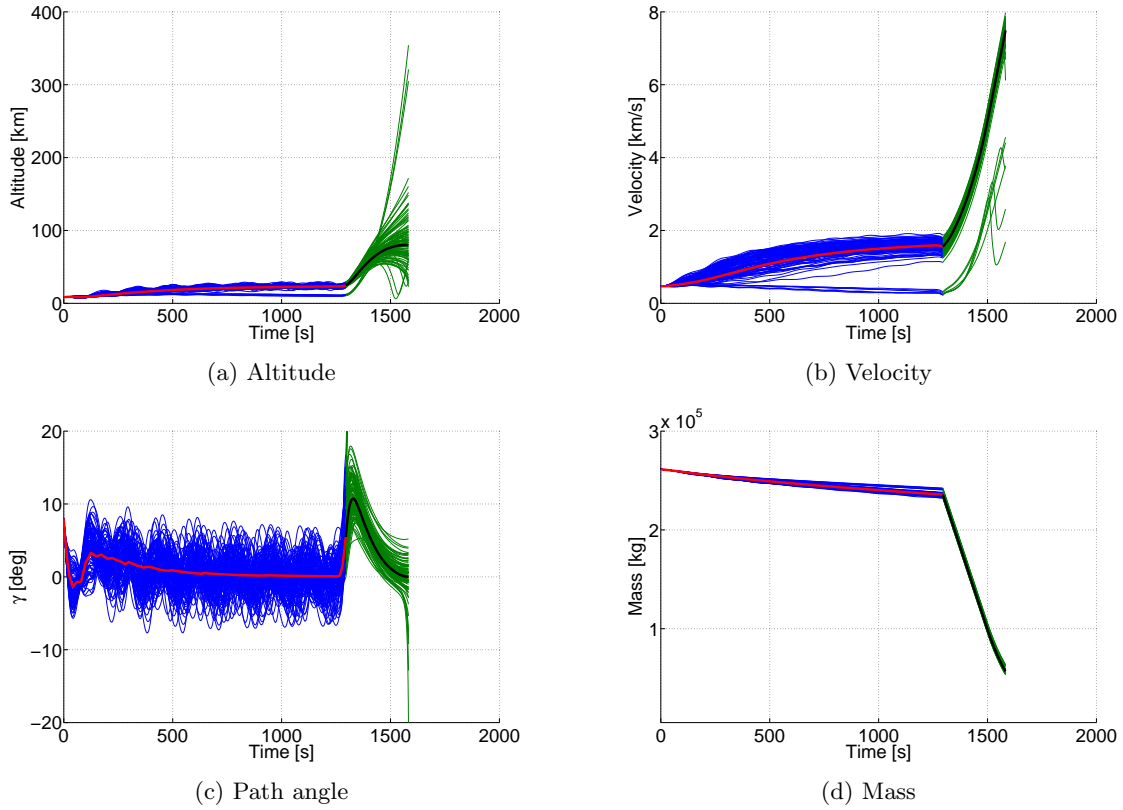 400
300
200
100
0
Altitude [km]
0 500 1000 1500 2000
Time [s]
(a) Altitude
8
6
4
2
0
Velocity [km/s]
0 500 1000 1500 2000
Time [s]
(b) Velocity
20
10
0
−10
−20
γ [deg]
0 500 1000 1500 2000
Time [s]
(c) Path angle
x 10^5
3
2
1
Mass [kg]
0 500 1000 1500 2000
Time [s]
(d) Mass